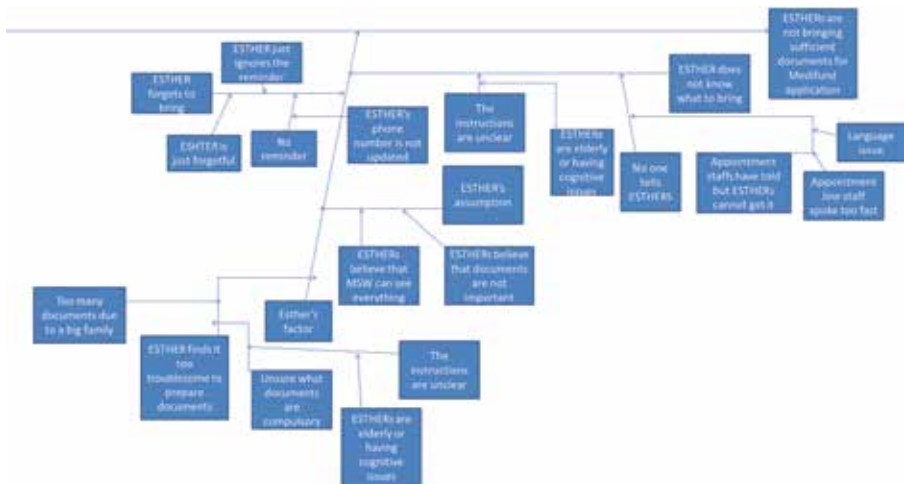 ESTHERs are
not bringing
sufficient
documents for
Medifund
application
ESTHER just
ignores the
reminder
ESTHER
forgets to
bring
ESTHER does
not know
what to bring
The
instructions
are unclear
ESTHER's
phone
number is not
updated
ESHTER is
just forgetful
No
reminder
ESTHERs
are elderly
or having
cognitive
issues
No one
tells
ESTHERs
Appointment
staffs have told
but ESTHERs
cannot get it
Language
issue
Appointment
line staff
spoke too fast
ESTHER's
assumption
ESTHERs
believe that
MSW can see
everything
ESTHERs believe
that documents
are not
important
Too many
documents due
to a big family
Esther's
factor
ESTHER finds it
too
troublesome to
prepare
documents
Unsure what
documents
are
compulsory
The
instructions
are unclear
ESTHERs are
elderly or
having
cognitive
issues